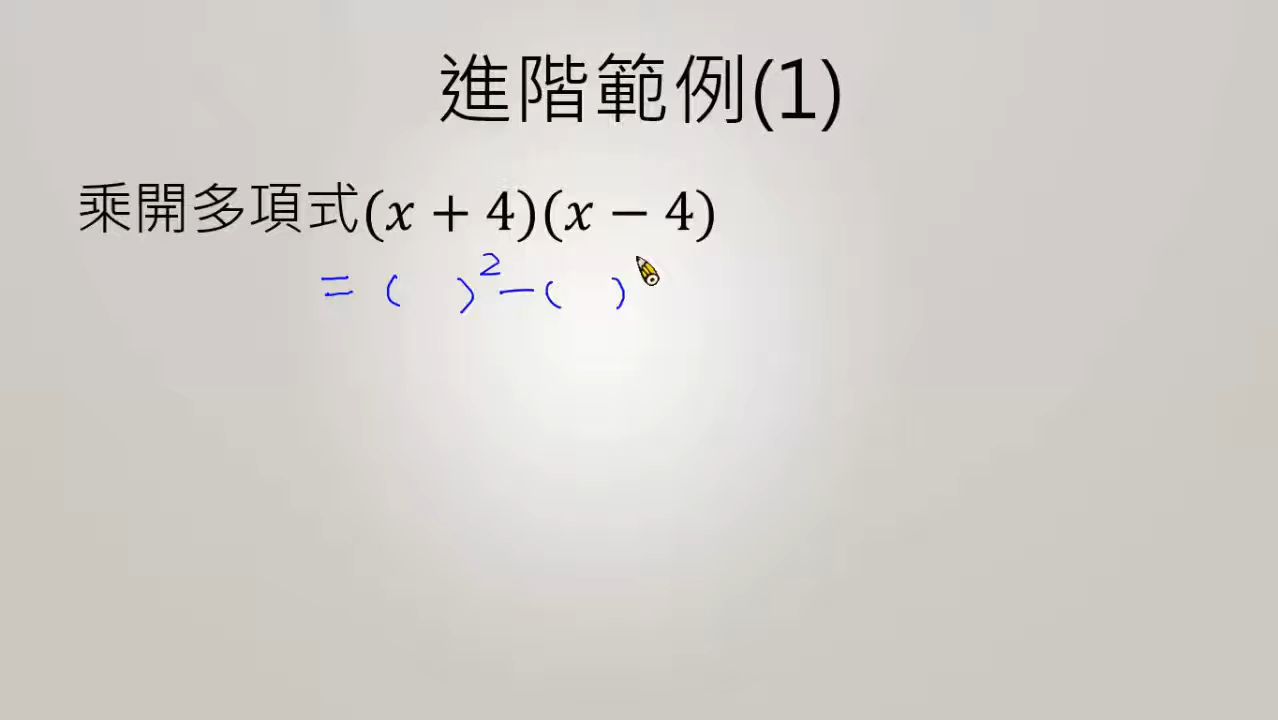 進階範例(1)
乘開多項式(x + 4)(x − 4)
= ( )² − ( )